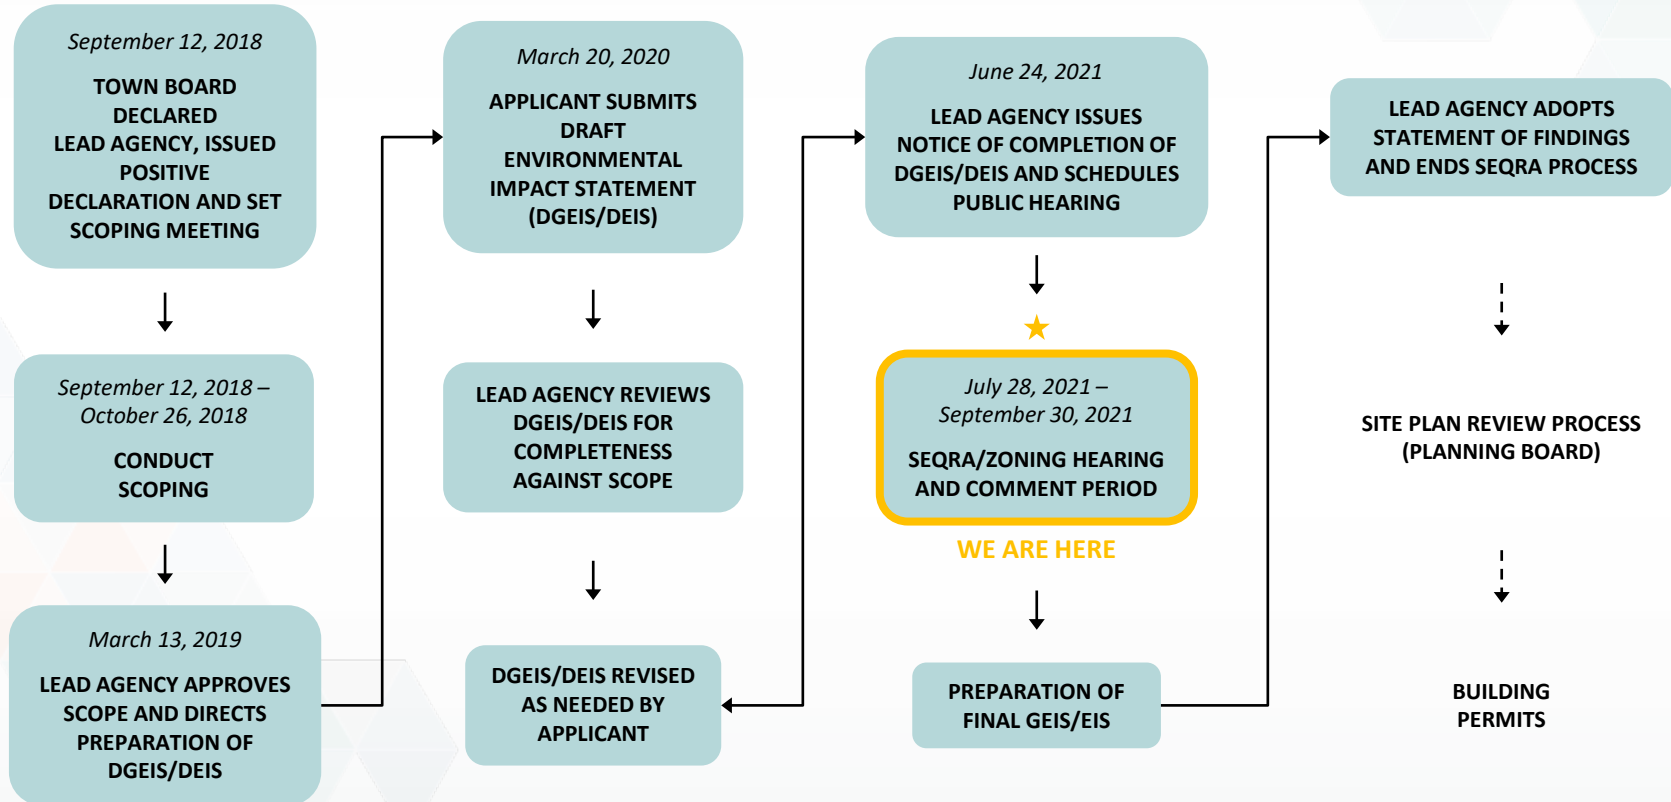 September 12, 2018
TOWN BOARD
DECLARED
LEAD AGENCY, ISSUED
POSITIVE
DECLARATION AND SET
SCOPING MEETING
September 12, 2018 –
October 26, 2018
CONDUCT
SCOPING
March 13, 2019
LEAD AGENCY APPROVES
SCOPE AND DIRECTS
PREPARATION OF
DGEIS/DEIS
March 20, 2020
APPLICANT SUBMITS
DRAFT
ENVIRONMENTAL
IMPACT STATEMENT
(DGEIS/DEIS)
LEAD AGENCY REVIEWS
DGEIS/DEIS FOR
COMPLETENESS
AGAINST SCOPE
DGEIS/DEIS REVISED
AS NEEDED BY
APPLICANT
June 24, 2021
LEAD AGENCY ISSUES
NOTICE OF COMPLETION OF
DGEIS/DEIS AND SCHEDULES
PUBLIC HEARING
July 28, 2021 –
September 30, 2021
SEQRA/ZONING HEARING
AND COMMENT PERIOD
WE ARE HERE
PREPARATION OF
FINAL GEIS/EIS
LEAD AGENCY ADOPTS
STATEMENT OF FINDINGS
AND ENDS SEQRA PROCESS
SITE PLAN REVIEW PROCESS
(PLANNING BOARD)
BUILDING
PERMITS